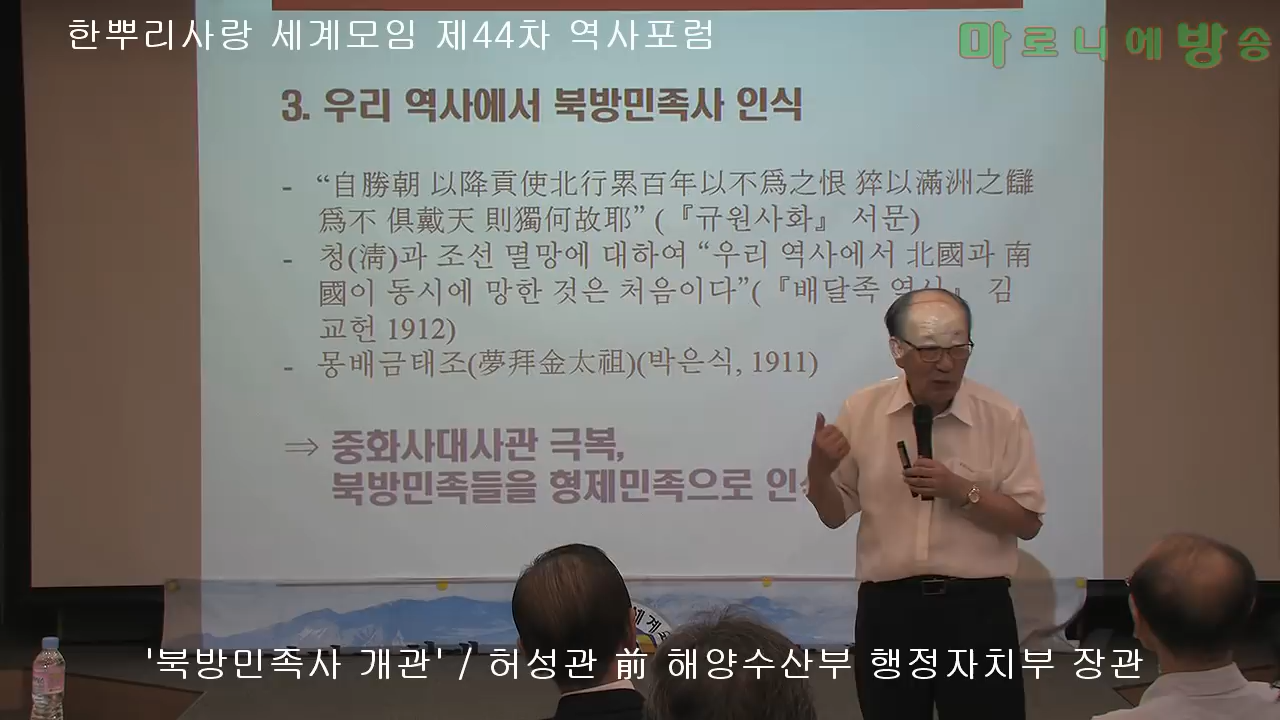 한뿌리사랑 세계모임 제44차 역사포럼
마로니에방송
3. 우리 역사에서 북방민족사 인식
- “自勝朝 以降貢使北行累百年以不爲之恨 猝以滿洲之讎
爲不 俱戴天 則獨何故耶” (『규원사화』 서문)
- 청(淸)과 조선 멸망에 대하여 “우리 역사에서 北國과 南
國이 동시에 망한 것은 처음이다”(『배달족 역사』 김
교헌 1912)
- 몽배금태조(夢拜金太祖)(박은식, 1911)
⇒ 중화사대사관 극복,
북방민족들을 형제민족으로
세계
'북방민족사 개관' / 허성관 前 해양수산부 행정자치부 장관